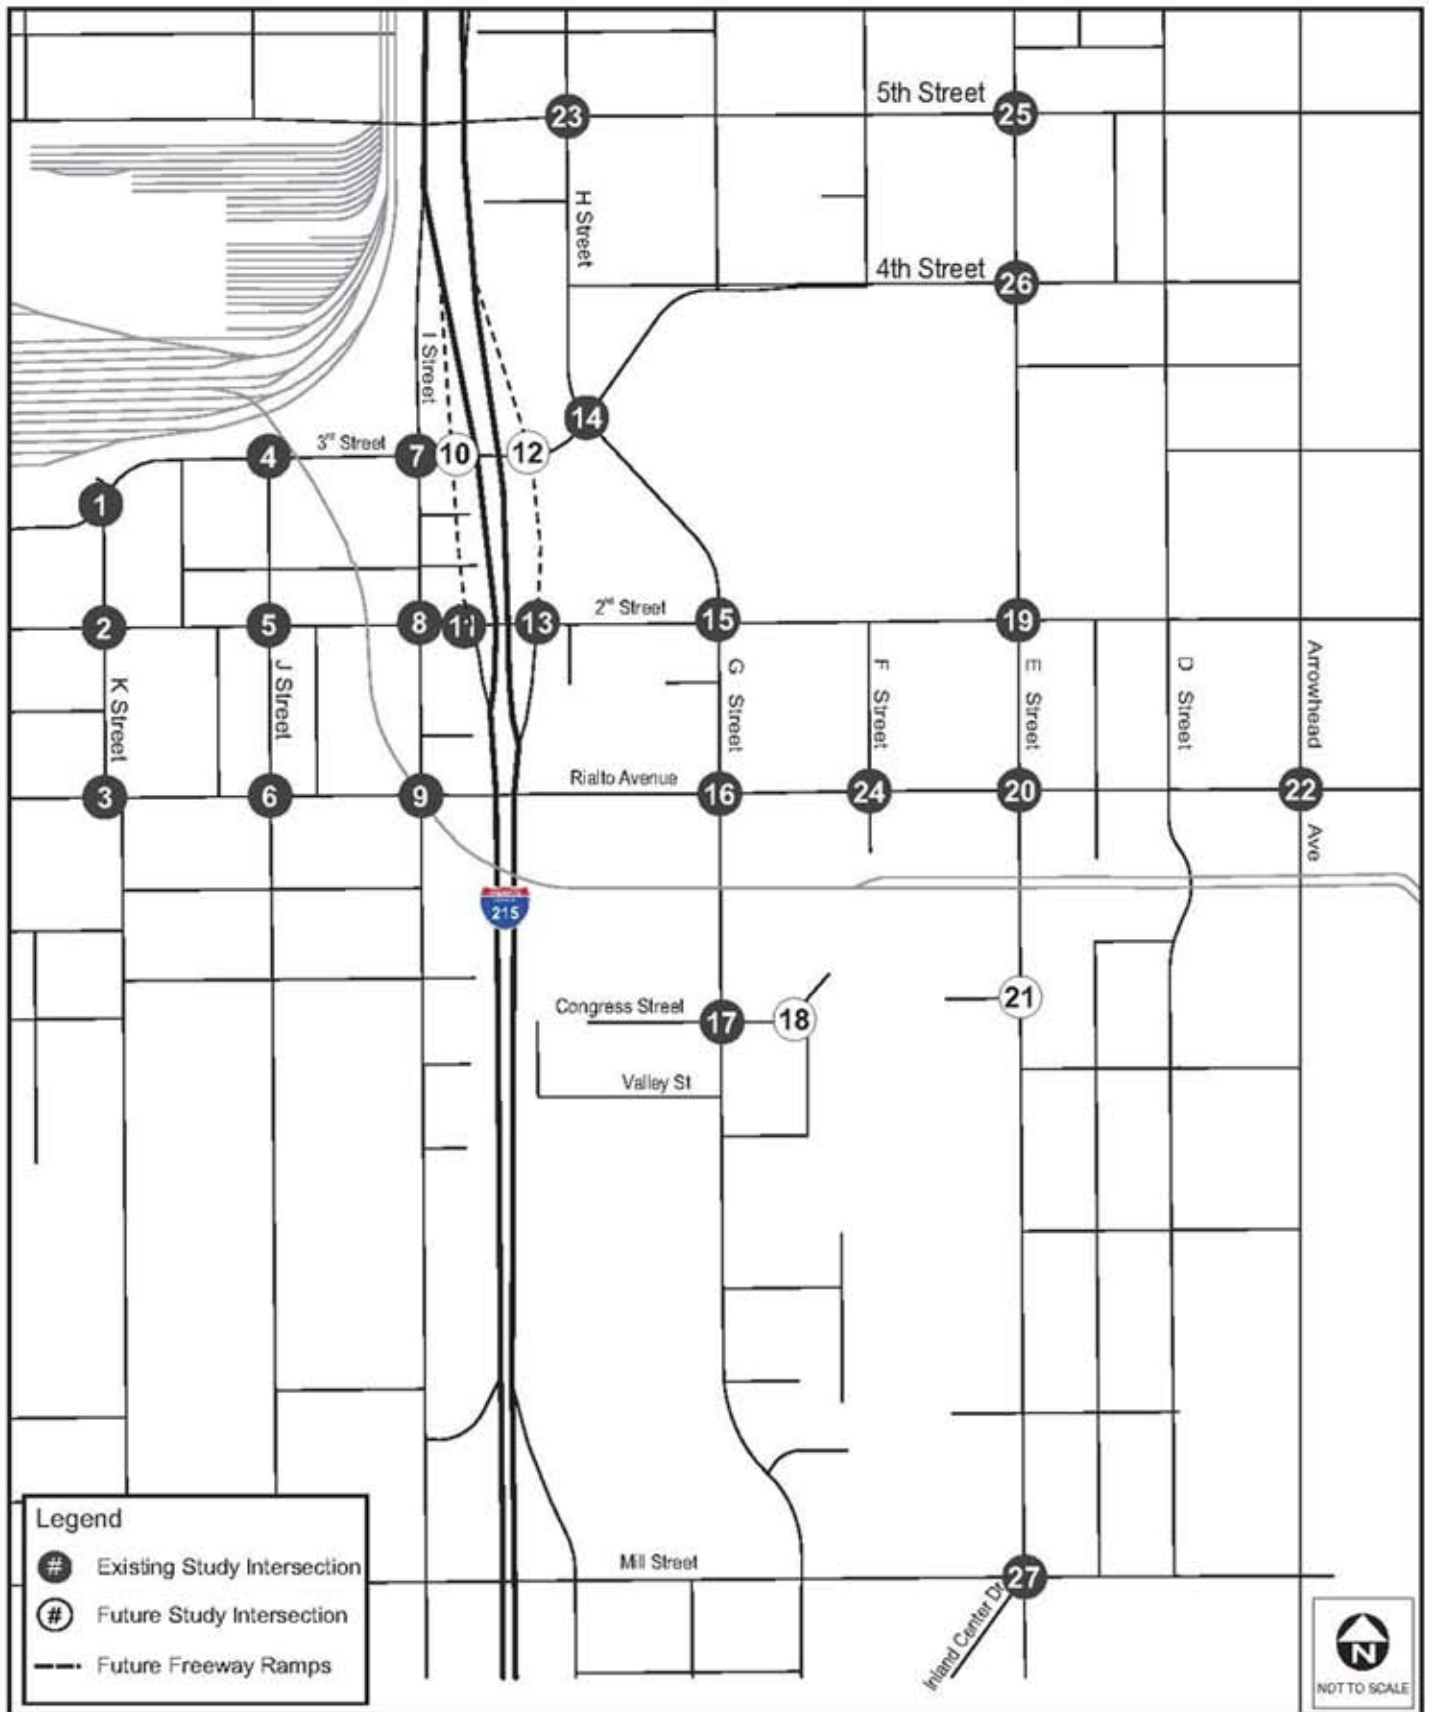 5th Street
23
25
H Street
4th Street
26
I Street
14
3rd Street
4
7
10
12
1
2nd Street
2
5
8
11
13
15
19
K Street
J Street
G Street
F Street
E Street
D Street
Arrowhead Ave
Rialto Avenue
3
6
9
16
24
20
22
215
21
Congress Street
17
18
Valley St
Legend
# Existing Study Intersection
# Future Study Intersection
Future Freeway Ramps
Mill Street
27
Inland Center Dr
N
NOT TO SCALE